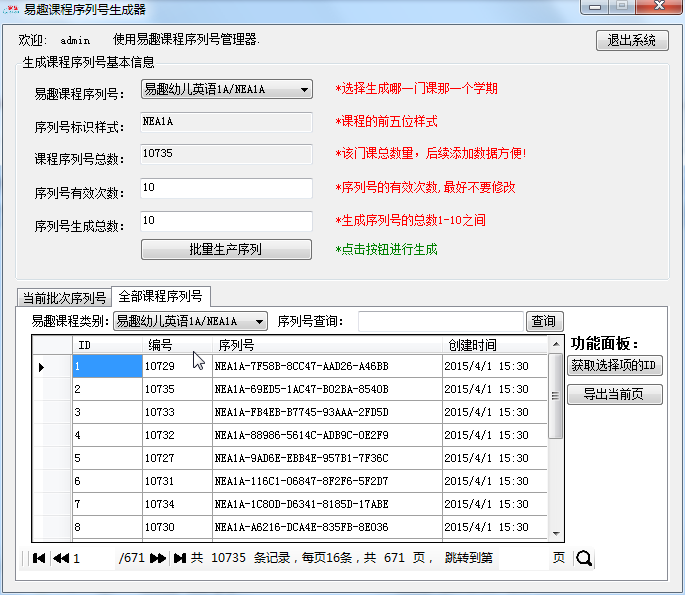 易趣课程序列号生成器
欢迎: admin 使用易趣课程序列号管理器. 退出系统
生成课程序列号基本信息
易趣课程序列号： 易趣幼儿英语1A/NEA1A *选择生成哪一门课那一个学期
序列号标识样式： NEA1A *课程的前五位样式
课程序列号总数： 10735 *该门课总数量，后续添加数据方便!
序列号有效次数： 10 *序列号的有效次数,最好不要修改
序列号生成总数： 10 *生成序列号的总数1-10之间
批量生产序列 *点击按钮进行生成
当前批次序列号 全部课程序列号
易趣课程类别: 易趣幼儿英语1A/NEA1A 序列号查询: 查询
功能面板：
获取选择项的ID
导出当前页
ID 编号 序列号 创建时间
1 10729 NEA1A-7F58B-8CC47-AAD26-A46BB 2015/4/1 15:30
2 10735 NEA1A-69ED5-1AC47-B02BA-8540B 2015/4/1 15:30
3 10733 NEA1A-FB4EB-B7745-93AAA-2FD5D 2015/4/1 15:30
4 10732 NEA1A-88986-5614C-ADB9C-0E2F9 2015/4/1 15:30
5 10727 NEA1A-9AD6E-EBB4E-957B1-7F36C 2015/4/1 15:30
6 10731 NEA1A-116C1-06847-8F2F6-5F2D7 2015/4/1 15:30
7 10734 NEA1A-1C80D-D6341-8185D-17ABE 2015/4/1 15:30
8 10730 NEA1A-A6216-DCA4E-835FB-8E036 2015/4/1 15:30
1 /671 共 10735 条记录，每页16条，共 671 页， 跳转到第 页